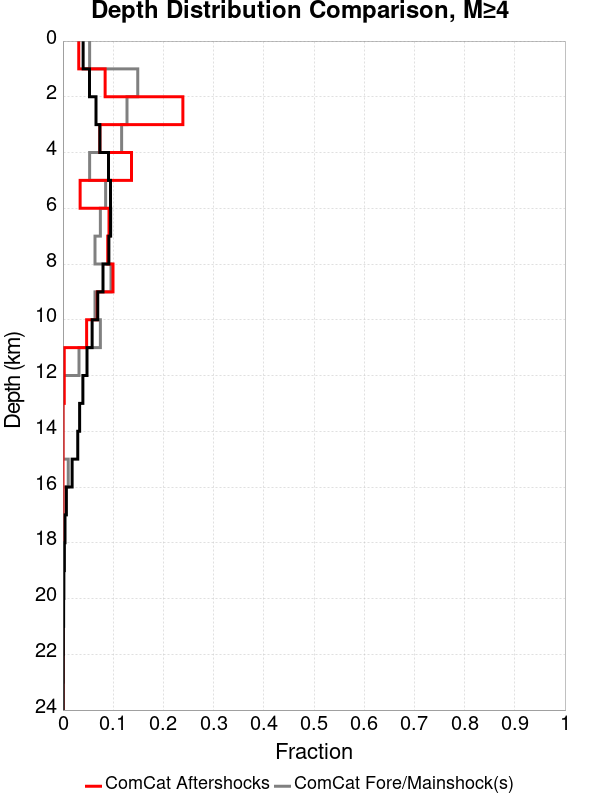 Depth Distribution Comparison, M≥4
0
2
4
6
8
10
12
14
16
18
20
22
24
Depth (km)
0 0.1 0.2 0.3 0.4 0.5 0.6 0.7 0.8 0.9 1
Fraction
ComCat Aftershocks ComCat Fore/Mainshock(s)